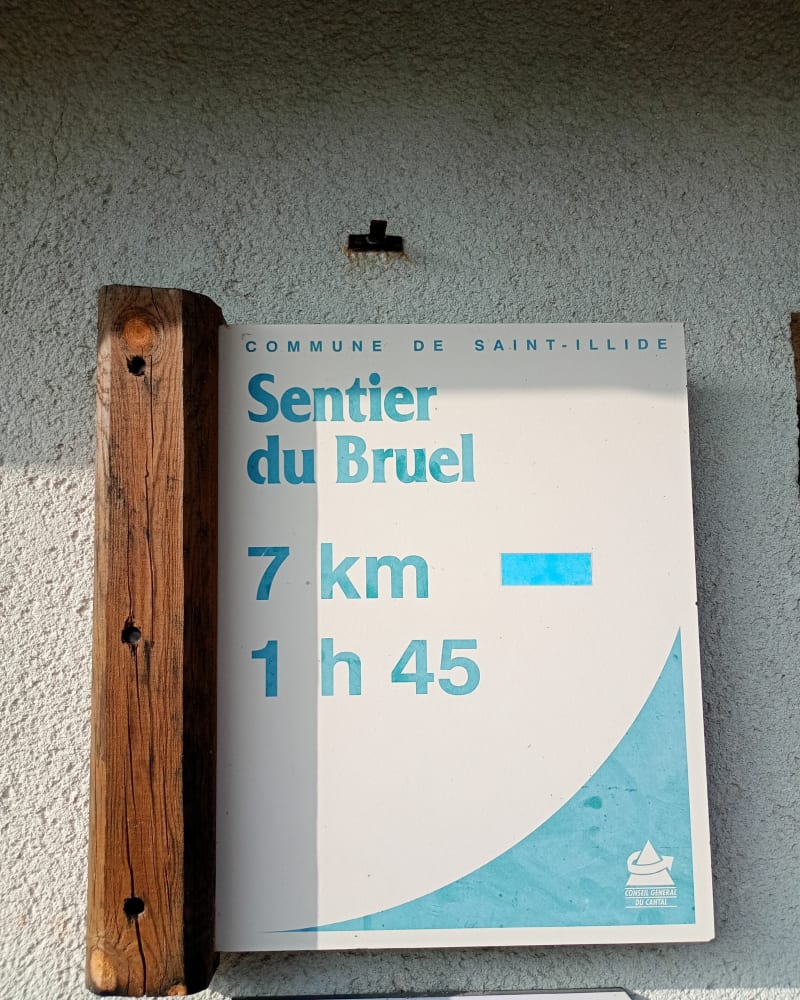 COMMUNE DE SAINT-ILLIDE
Sentier
du Bruel
7 km
1 h 45
CONSEIL GENERAL
DU CANTAL